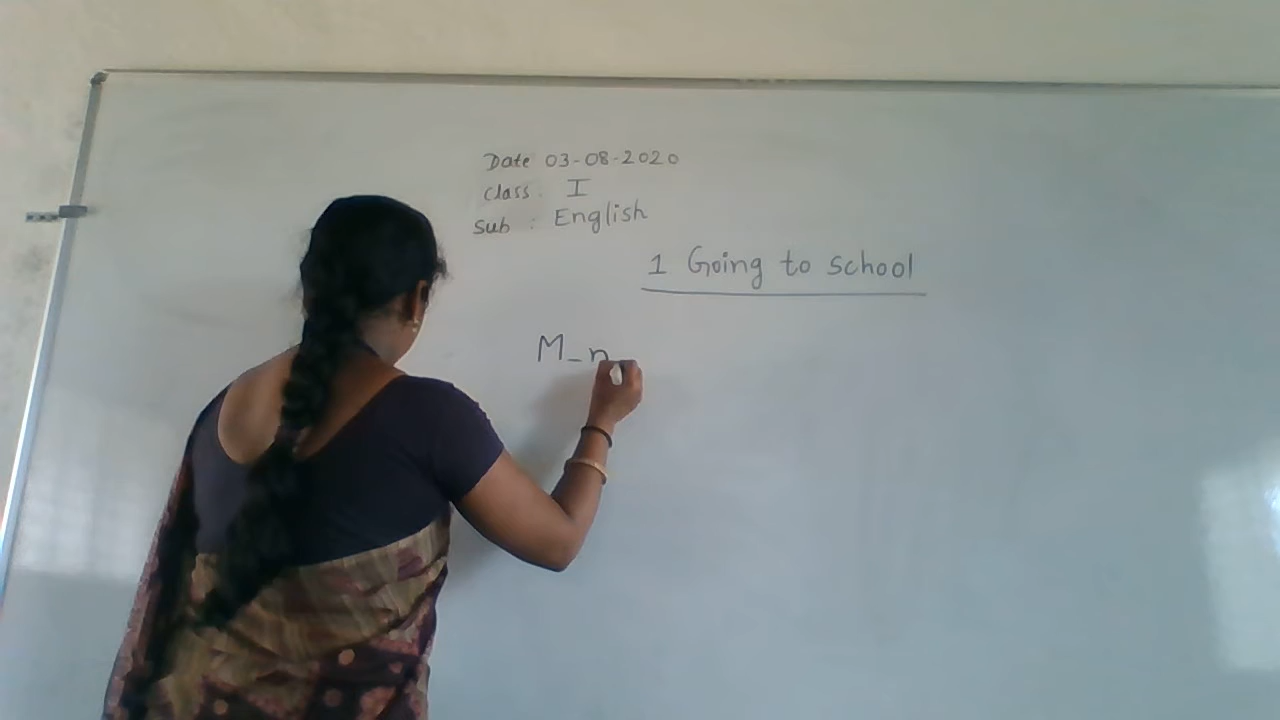 Date 03-08-2020
Class : I
Sub : English
1 Going to school
M_n